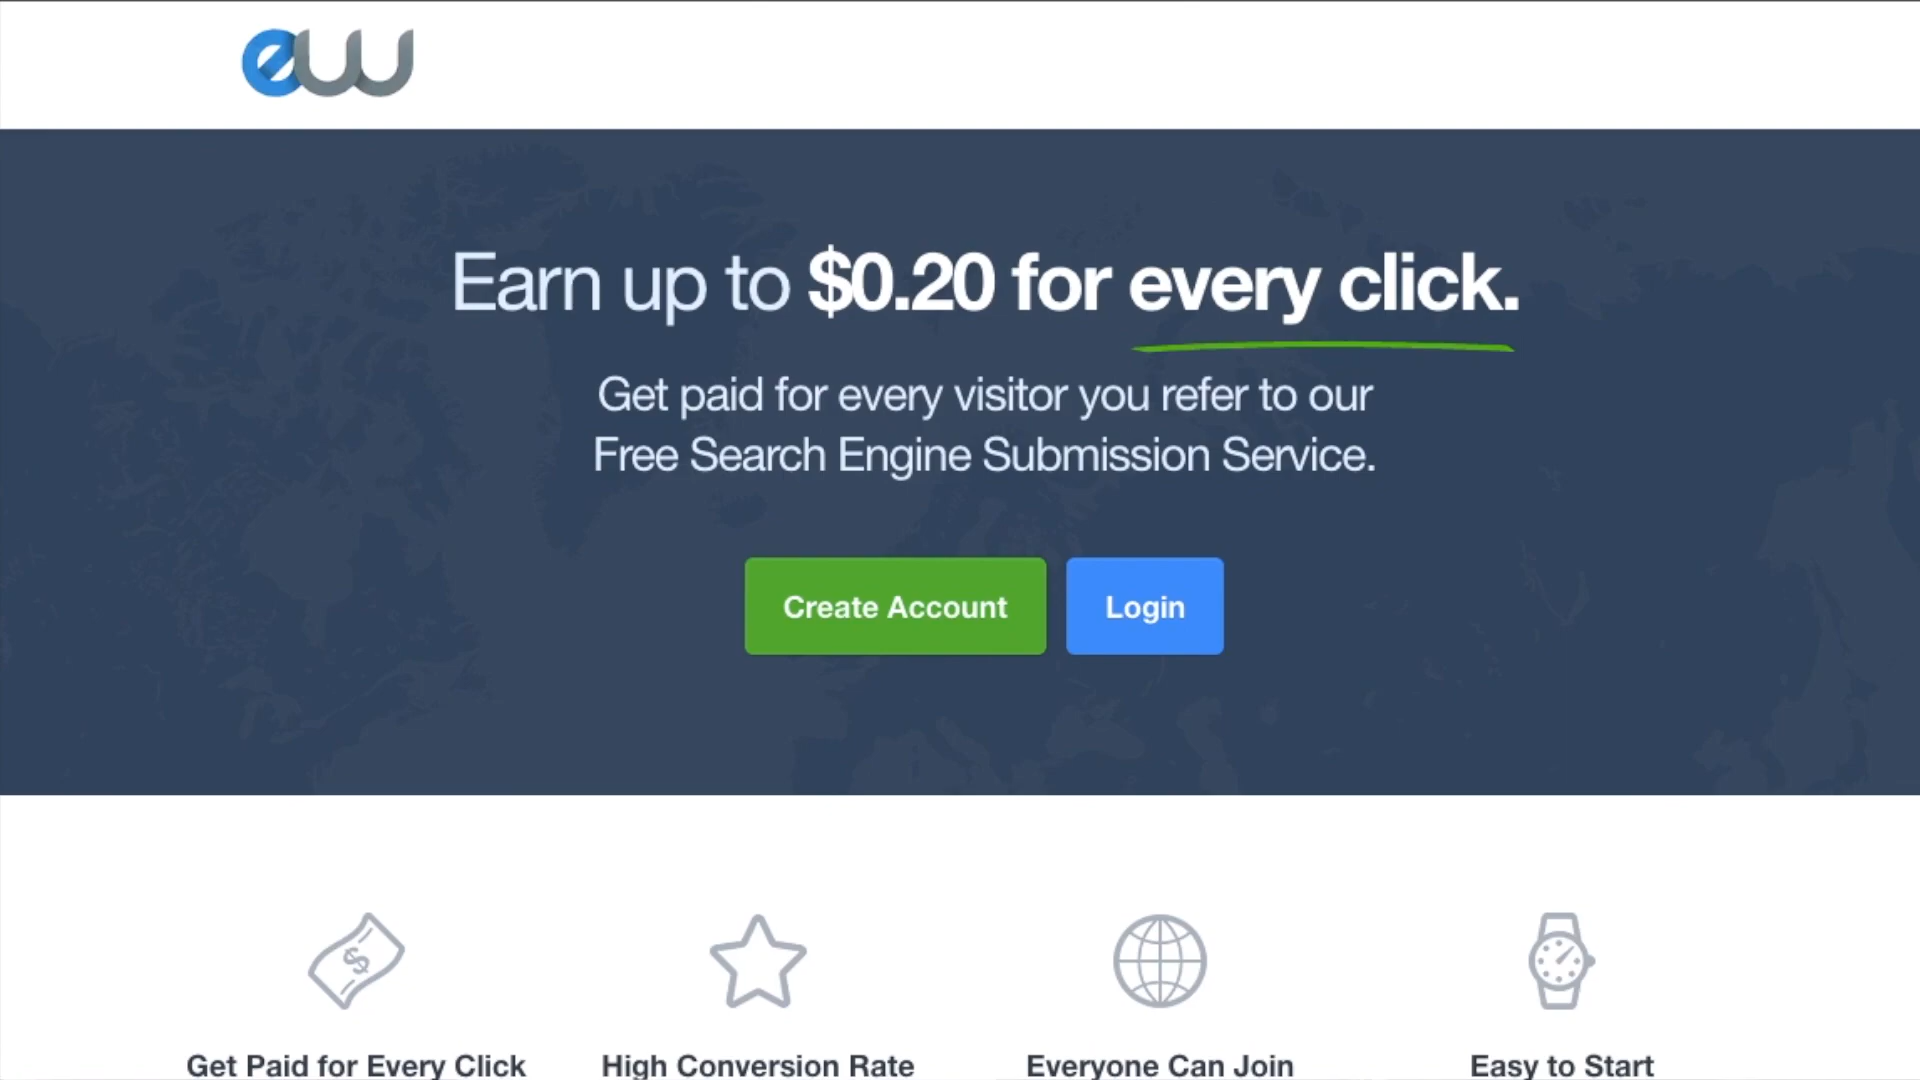 ew
Earn up to $0.20 for every click.
Get paid for every visitor you refer to our
Free Search Engine Submission Service.
Create Account
Login
$
Get Paid for Every Click
High Conversion Rate
Everyone Can Join
Easy to Start